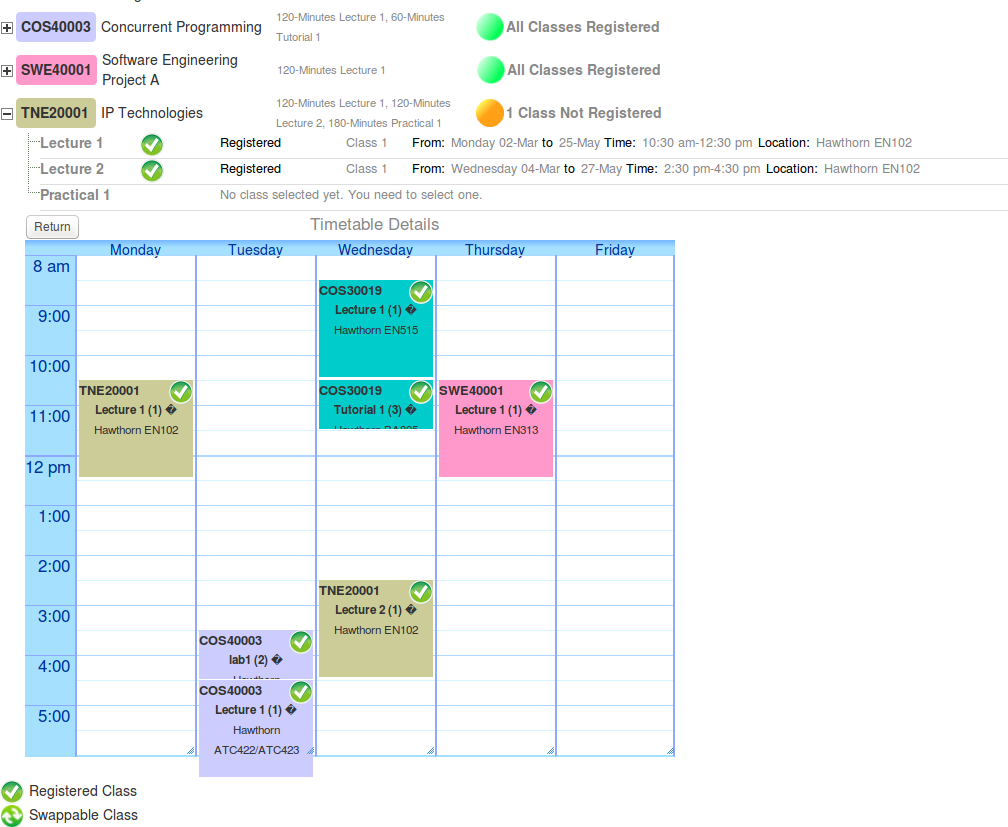 COS40003 Concurrent Programming 120-Minutes Lecture 1, 60-Minutes Tutorial 1 All Classes Registered
SWE40001 Software Engineering Project A 120-Minutes Lecture 1 All Classes Registered
TNE20001 IP Technologies 120-Minutes Lecture 1, 120-Minutes Lecture 2, 180-Minutes Practical 1 1 Class Not Registered
Lecture 1 Registered Class 1 From: Monday 02-Mar to 25-May Time: 10:30 am-12:30 pm Location: Hawthorn EN102
Lecture 2 Registered Class 1 From: Wednesday 04-Mar to 27-May Time: 2:30 pm-4:30 pm Location: Hawthorn EN102
Practical 1 No class selected yet. You need to select one.
Return Timetable Details
Monday Tuesday Wednesday Thursday Friday
8 am
COS30019
Lecture 1 (1) �
Hawthorn EN515
9:00
10:00
TNE20001 COS30019 SWE40001
Lecture 1 (1) � Tutorial 1 (3) � Lecture 1 (1) �
11:00
Hawthorn EN102 Hawthorn Hawthorn EN313
12 pm
1:00
2:00
TNE20001
Lecture 2 (1) �
3:00
Hawthorn EN102
COS40003
lab1 (2) �
4:00
Hawthorn
COS40003
Lecture 1 (1) �
5:00
Hawthorn
ATC422/ATC423
Registered Class
Swappable Class